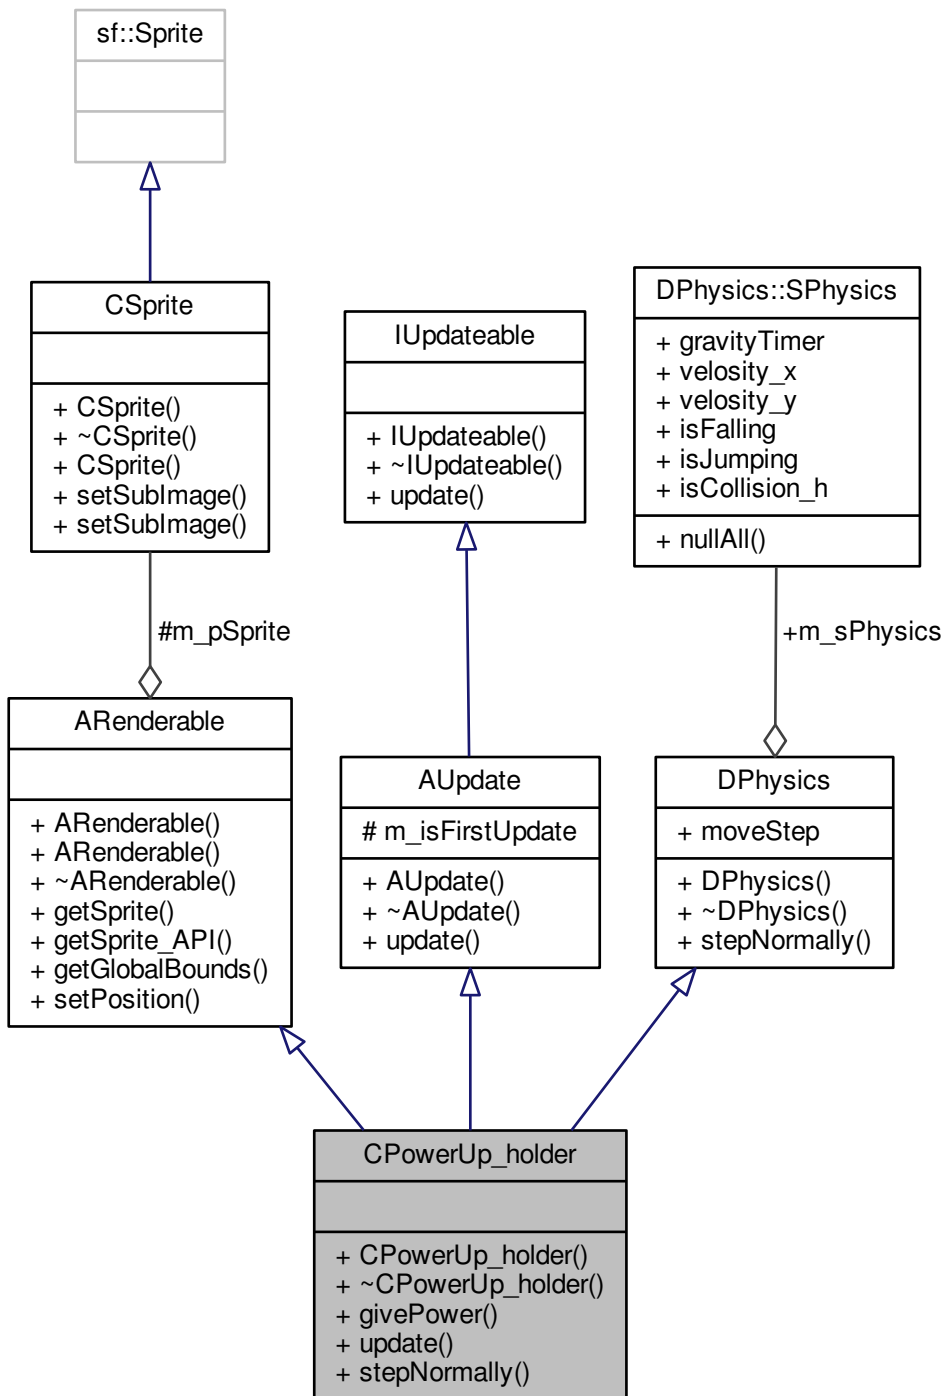 sf::Sprite
CSprite
+ CSprite()
+ ~CSprite()
+ CSprite()
+ setSubImage()
+ setSubImage()
IUpdateable
+ IUpdateable()
+ ~IUpdateable()
+ update()
DPhysics::SPhysics
+ gravityTimer
+ velosity_x
+ velosity_y
+ isFalling
+ isJumping
+ isCollision_h
+ nullAll()
#m_pSprite
+m_sPhysics
ARenderable
+ ARenderable()
+ ARenderable()
+ ~ARenderable()
+ getSprite()
+ getSprite_API()
+ getGlobalBounds()
+ setPosition()
AUpdate
# m_isFirstUpdate
+ AUpdate()
+ ~AUpdate()
+ update()
DPhysics
+ moveStep
+ DPhysics()
+ ~DPhysics()
+ stepNormally()
CPowerUp_holder
+ CPowerUp_holder()
+ ~CPowerUp_holder()
+ givePower()
+ update()
+ stepNormally()